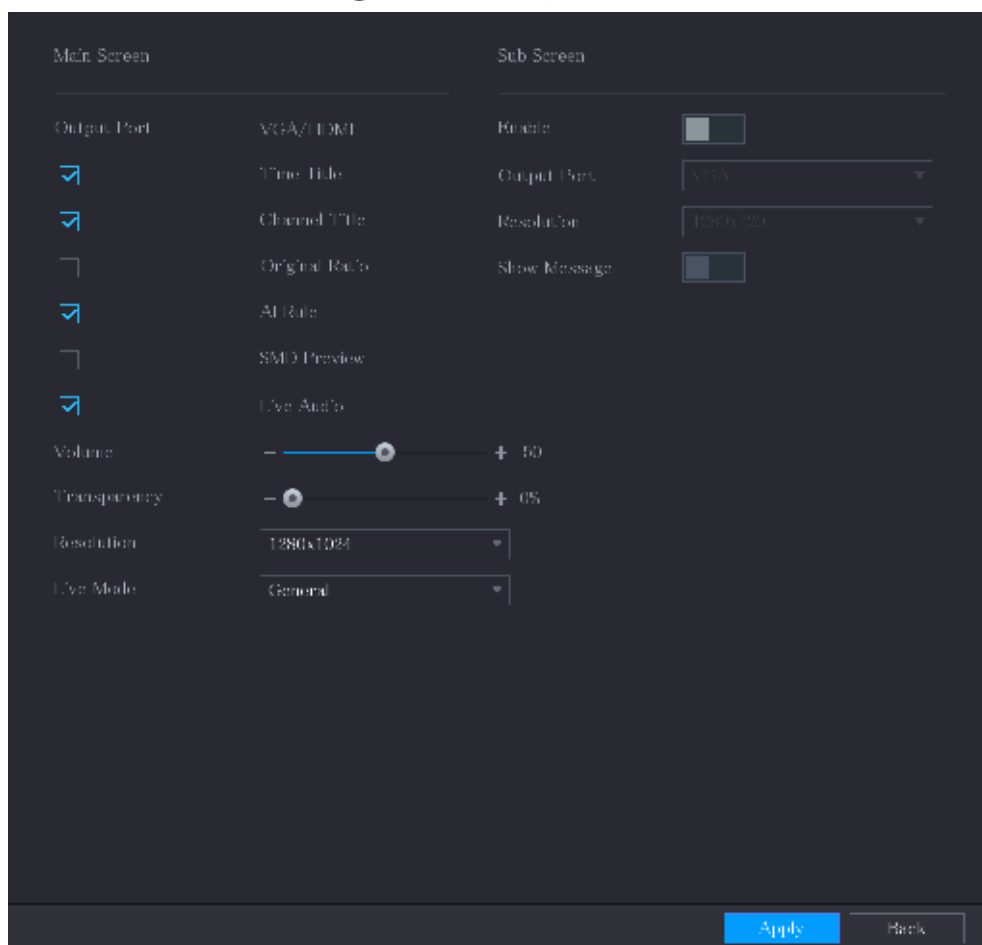 Main Screen
Output Port VGA/HDMI
Time Title
Channel Title
Original Ratio
AI Rule
SMD Preview
Live Audio
Volume - + 50
Transparency - + 0%
Resolution 1280x1024
Live Mode General
Sub Screen
Enable
Output Port VGA
Resolution 1280x720
Show Message
Apply Back